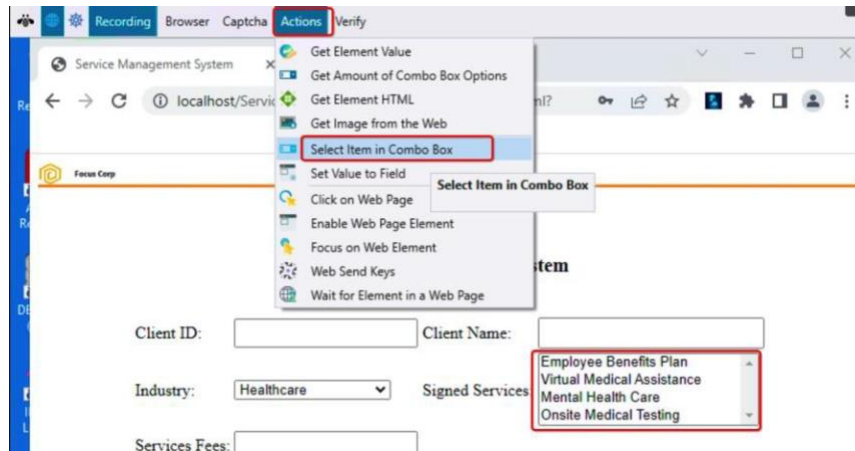 Recording Browser Captcha Actions Verify
Service Management System
Get Element Value
Get Amount of Combo Box Options
Get Element HTML
localhost/Servic
ml?
Get Image from the Web
Select Item in Combo Box
Set Value to Field
Select Item in Combo Box
Focus Corp
Click on Web Page
Enable Web Page Element
Focus on Web Element
stem
Web Send Keys
Wait for Element in a Web Page
Client ID:
Client Name:
Industry:
Healthcare
Signed Services
Employee Benefits Plan
Virtual Medical Assistance
Mental Health Care
Onsite Medical Testing
Services Fees: